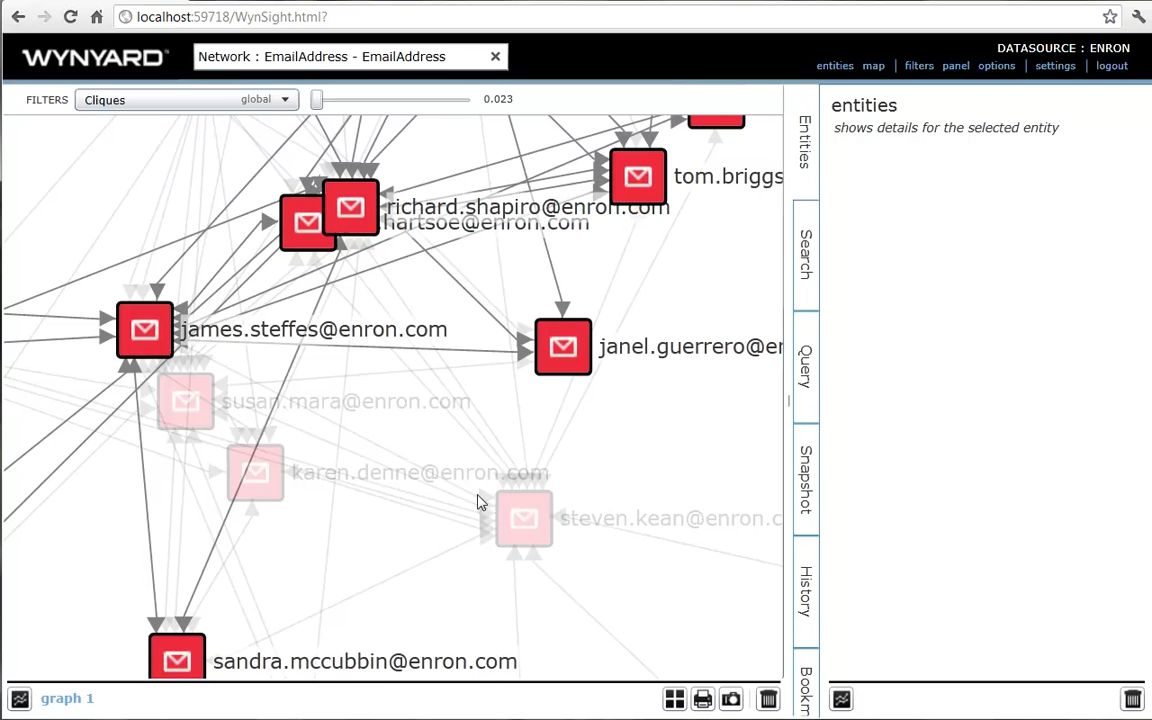 localhost:59718/WynSight.html?
WYNYARD
Network : EmailAddress - EmailAddress
DATASOURCE : ENRON
entities map filters panel options settings logout
FILTERS Cliques global 0.023
entities
shows details for the selected entity
Entities
Search
Query
Snapshot
History
Bookm
tom.briggs
richard.shapiro@enron.com
hartsoe@enron.com
james.steffes@enron.com
janel.guerrero@er
susan.mara@enron.com
karen.denne@enron.com
steven.kean@enron.c
sandra.mccubbin@enron.com
graph 1